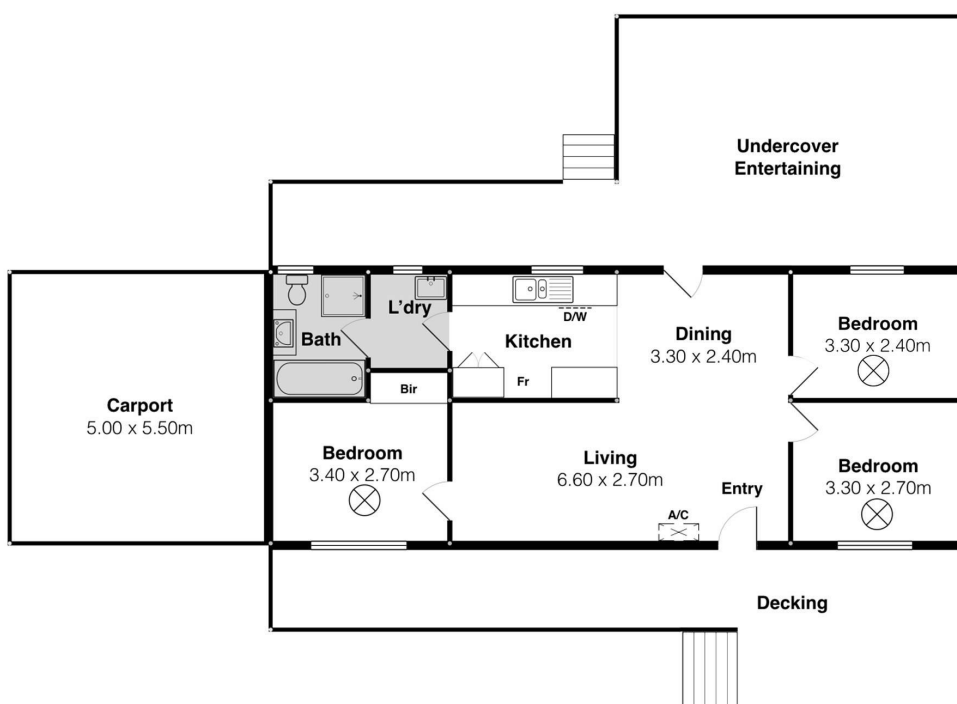 Undercover
Entertaining
L'dry
Bath
D/W
Kitchen
Dining
3.30 x 2.40m
Bedroom
3.30 x 2.40m
Fr
Bir
Carport
5.00 x 5.50m
Bedroom
3.40 x 2.70m
Living
6.60 x 2.70m
Entry
Bedroom
3.30 x 2.70m
A/C
Decking